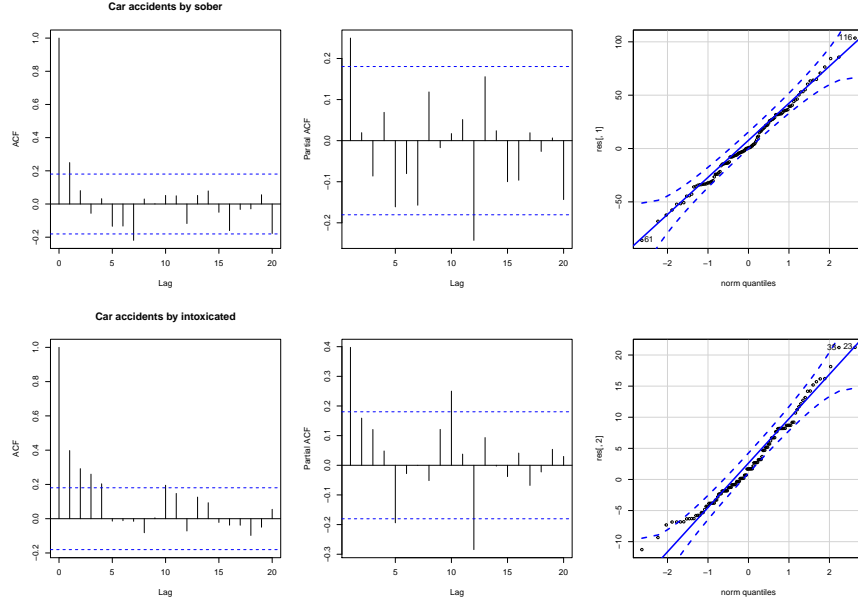 Car accidents by sober
ACF
1.0
0.8
0.6
0.4
0.2
0.0
−0.2
0 5 10 15 20
Lag
Partial ACF
0.2
0.1
0.0
−0.1
−0.2
5 10 15 20
Lag
res[, 1]
100
50
0
−50
116
61
−2 −1 0 1 2
norm quantiles
Car accidents by intoxicated
ACF
1.0
0.8
0.6
0.4
0.2
0.0
−0.2
0 5 10 15 20
Lag
Partial ACF
0.4
0.3
0.2
0.1
0.0
−0.1
−0.2
−0.3
5 10 15 20
Lag
res[, 2]
20
15
10
5
0
−5
−10
23
−2 −1 0 1 2
norm quantiles